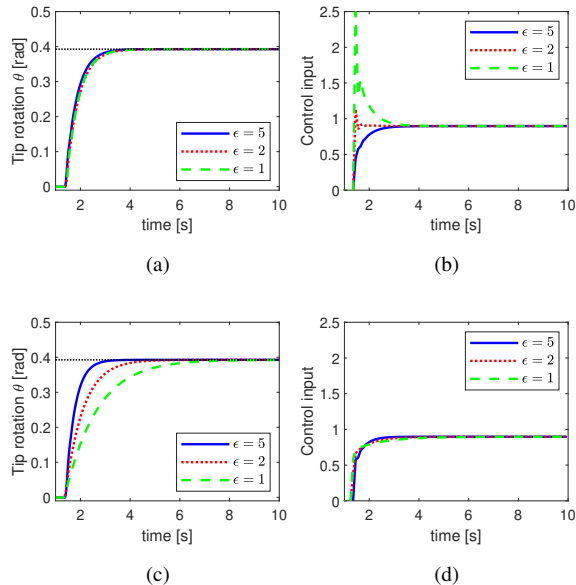 0.5
0.4
0.3
0.2
0.1
0
Tip rotation θ [rad]
ϵ = 5
ϵ = 2
ϵ = 1
2 4 6 8 10
time [s]
(a)
2.5
2
1.5
1
0.5
0
Control input
ϵ = 5
ϵ = 2
ϵ = 1
2 4 6 8 10
time [s]
(b)
0.5
0.4
0.3
0.2
0.1
0
Tip rotation θ [rad]
ϵ = 5
ϵ = 2
ϵ = 1
2 4 6 8 10
time [s]
(c)
2.5
2
1.5
1
0.5
0
Control input
ϵ = 5
ϵ = 2
ϵ = 1
2 4 6 8 10
time [s]
(d)